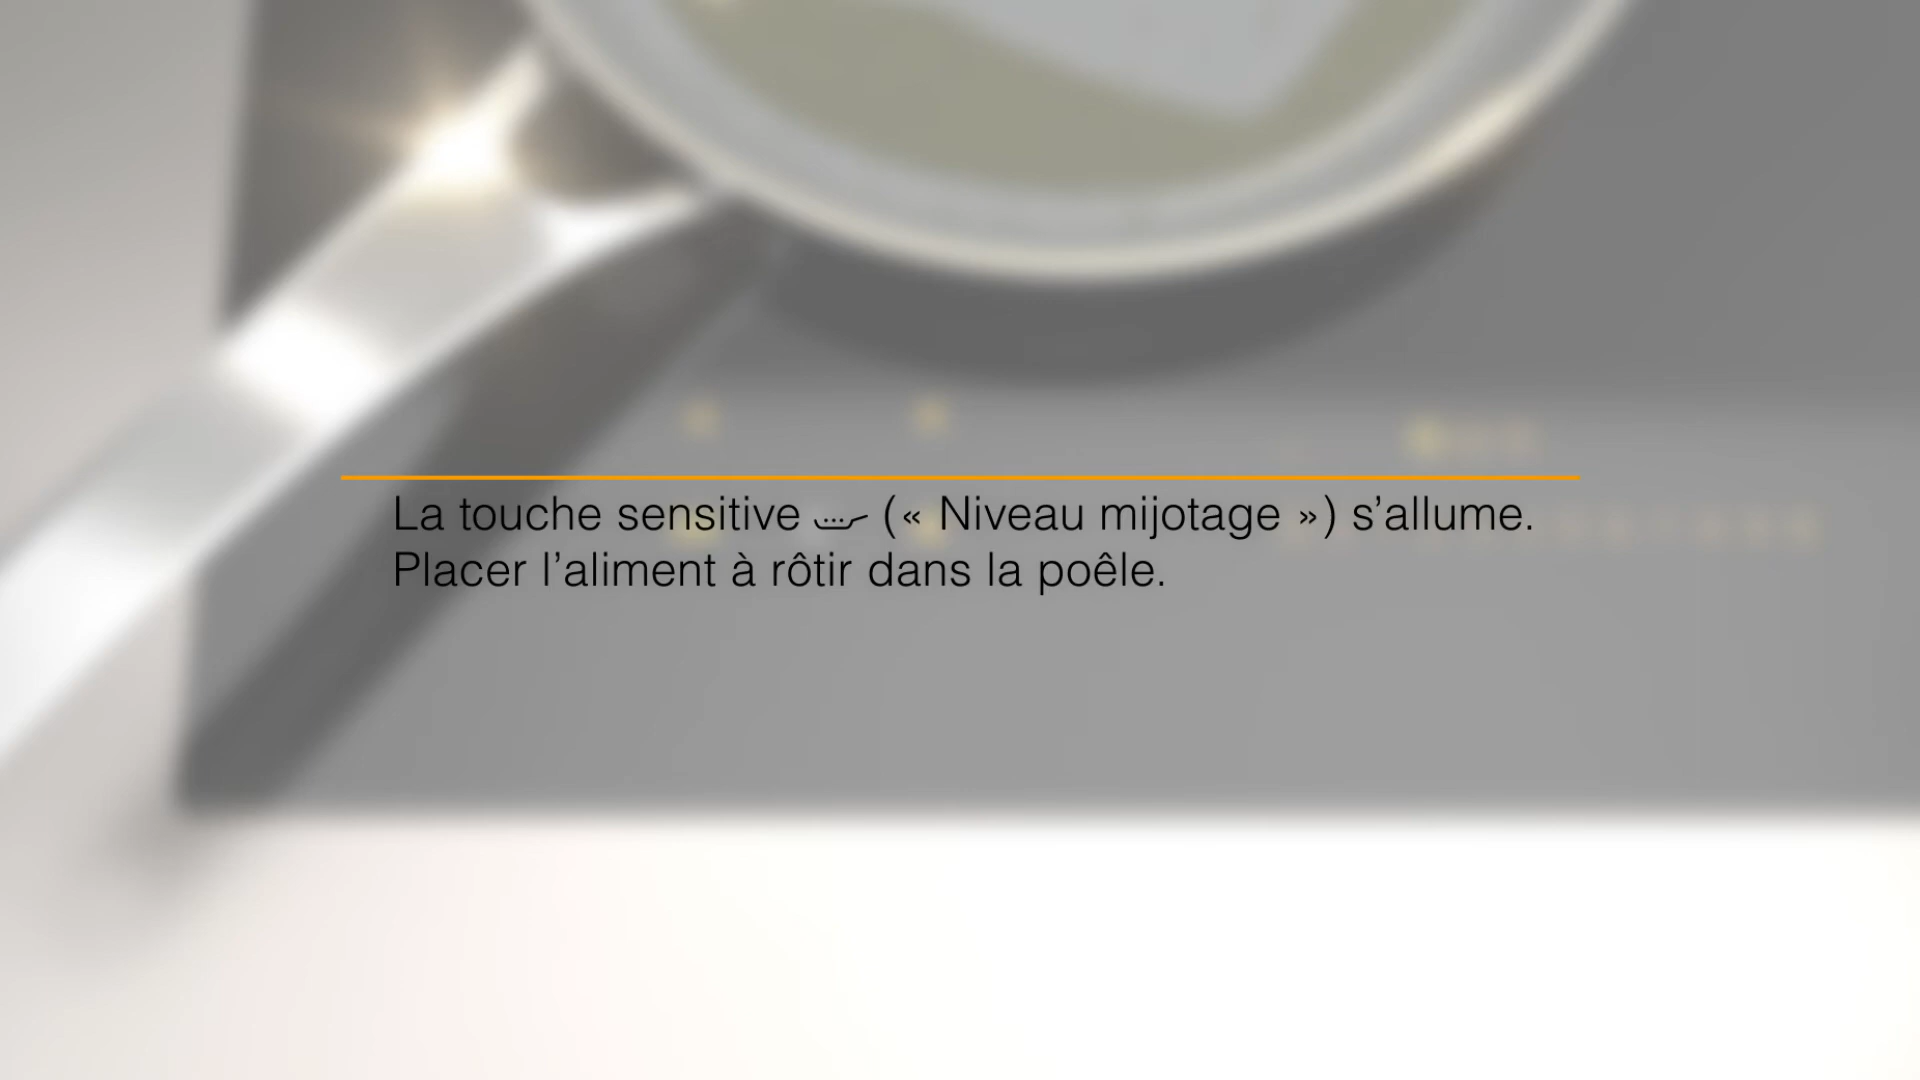 La touche sensitive (« Niveau mijotage ») s’allume.
Placer l’aliment à rôtir dans la poêle.